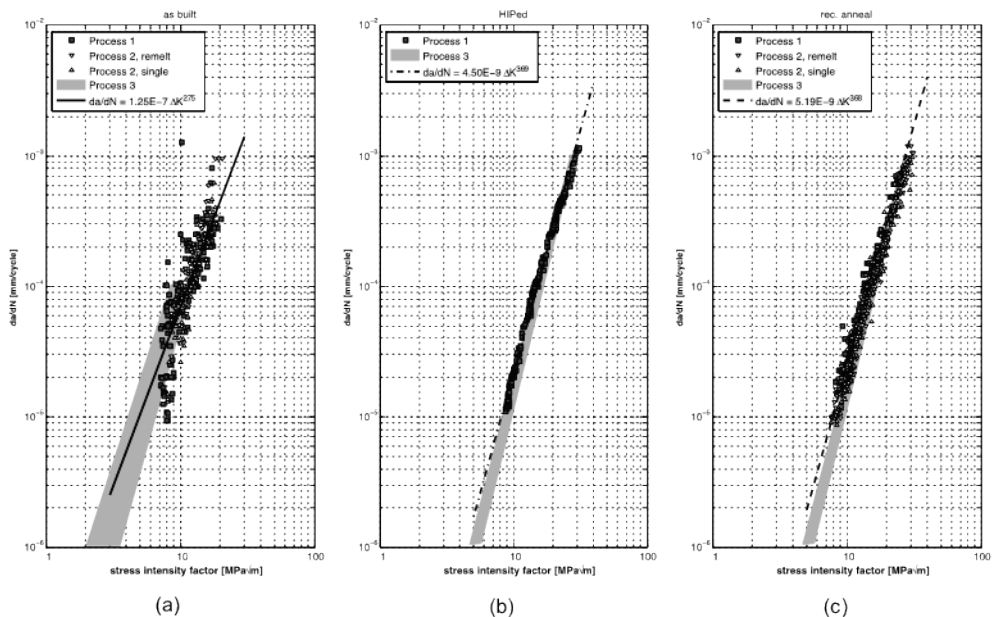 as built
Process 1
Process 2, remelt
Process 2, single
Process 3
da/dN = 1.25E−7 ΔK^275
10^−2
10^−3
10^−4
10^−5
10^−6
da/dN [mm/cycle]
1 10 100
stress intensity factor [MPa√m]
(a)
HIPed
Process 1
Process 3
da/dN = 4.50E−9 ΔK^369
10^−2
10^−3
10^−4
10^−5
10^−6
da/dN [mm/cycle]
1 10 100
stress intensity factor [MPa√m]
(b)
rec. anneal
Process 1
Process 2, remelt
Process 2, single
Process 3
da/dN = 5.19E−9 ΔK^368
10^−2
10^−3
10^−4
10^−5
10^−6
da/dN [mm/cycle]
1 10 100
stress intensity factor [MPa√m]
(c)